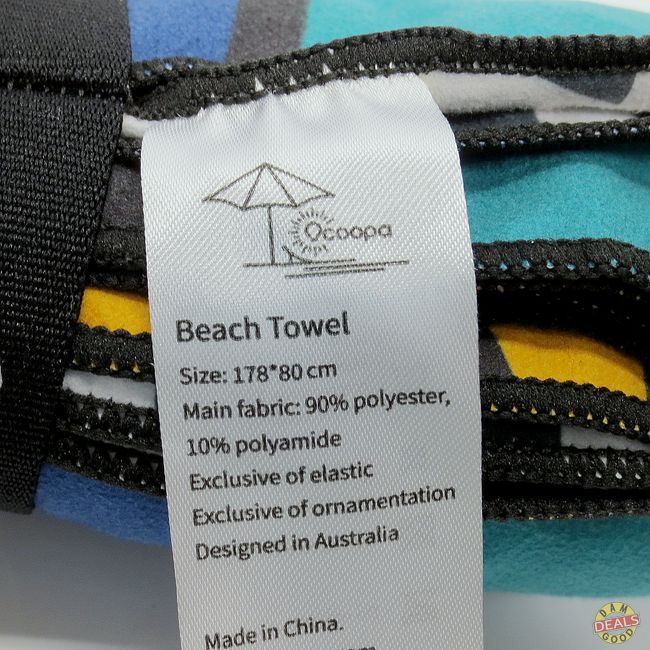 Ocoopa
Beach Towel
Size: 178*80 cm
Main fabric: 90% polyester,
10% polyamide
Exclusive of elastic
Exclusive of ornamentation
Designed in Australia
Made in China.
DAM
DEALS
GOOD